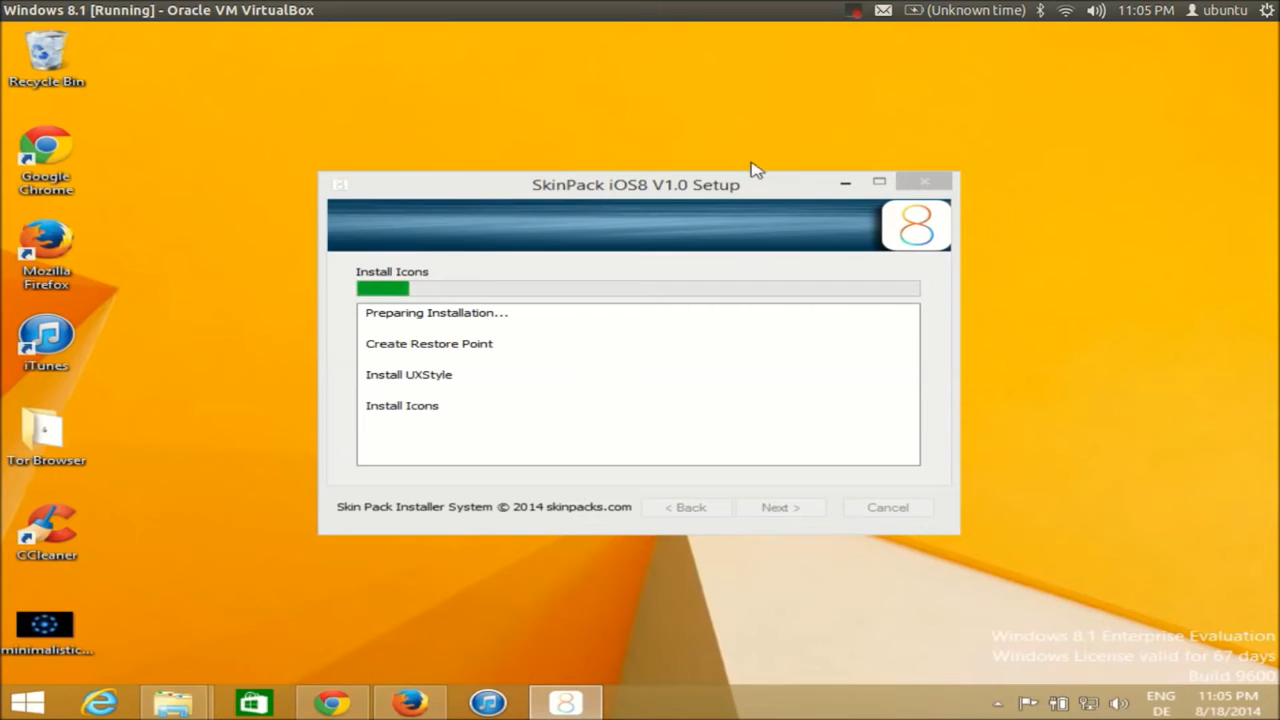 Windows 8.1 [Running] - Oracle VM VirtualBox
(Unknown time)
11:05 PM
ubuntu
Recycle Bin
Google
Chrome
Mozilla
Firefox
iTunes
Tor Browser
CCleaner
minimalistic...
SkinPack iOS8 V1.0 Setup
8
Install Icons
Preparing Installation...
Create Restore Point
Install UXStyle
Install Icons
Skin Pack Installer System © 2014 skinpacks.com
< Back
Next >
Cancel
Windows 8.1 Enterprise Evaluation
Windows License valid for 67 days
Build 9600
8
ENG
DE
11:05 PM
8/18/2014